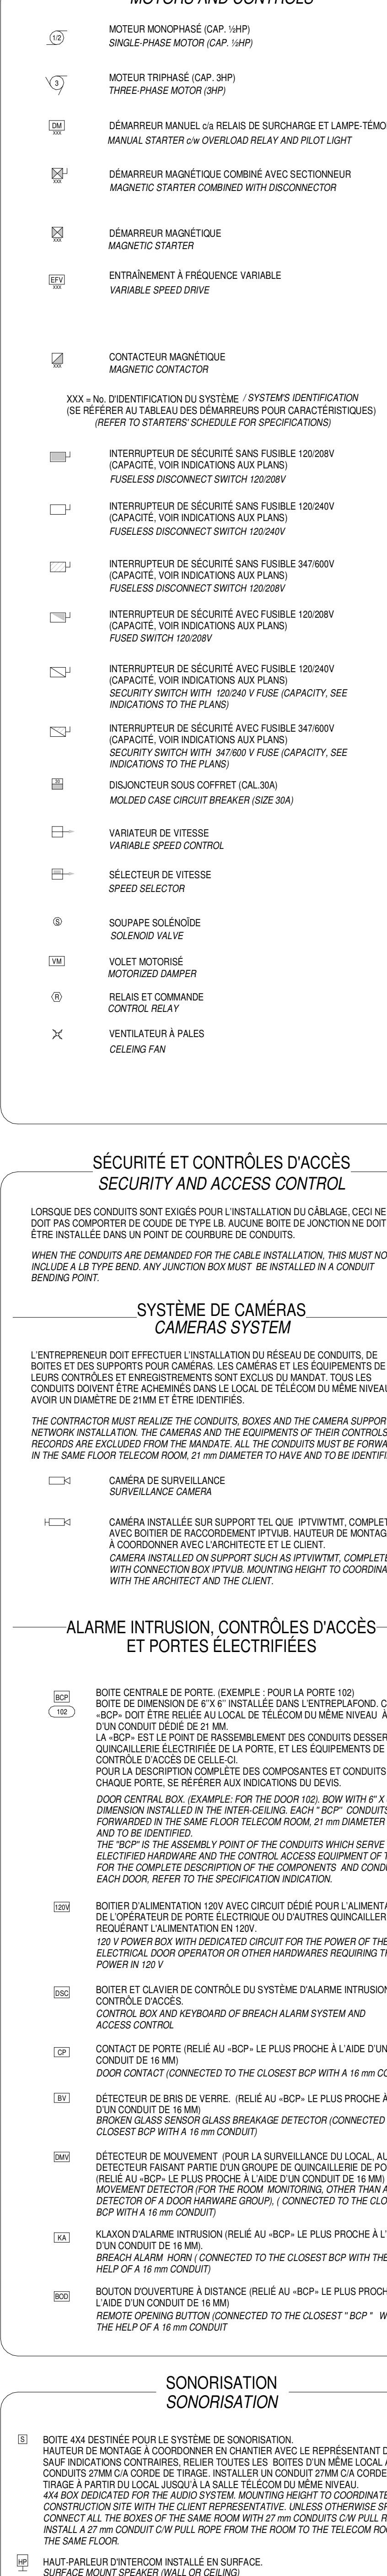 MOTORS AND CONTROLS
1/2
MOTEUR MONOPHASÉ (CAP. ½HP)
SINGLE-PHASE MOTOR (CAP. ½HP)
3
MOTEUR TRIPHASÉ (CAP. 3HP)
THREE-PHASE MOTOR (3HP)
DM
XXX
DÉMARREUR MANUEL c/a RELAIS DE SURCHARGE ET LAMPE-TÉMO
MANUAL STARTER c/w OVERLOAD RELAY AND PILOT LIGHT
XXX
DÉMARREUR MAGNÉTIQUE COMBINÉ AVEC SECTIONNEUR
MAGNETIC STARTER COMBINED WITH DISCONNECTOR
XXX
DÉMARREUR MAGNÉTIQUE
MAGNETIC STARTER
EFV
XXX
ENTRAÎNEMENT À FRÉQUENCE VARIABLE
VARIABLE SPEED DRIVE
XXX
CONTACTEUR MAGNÉTIQUE
MAGNETIC CONTACTOR
XXX = No. D'IDENTIFICATION DU SYSTÈME / SYSTEM'S IDENTIFICATION
(SE RÉFÉRER AU TABLEAU DES DÉMARREURS POUR CARACTÉRISTIQUES)
(REFER TO STARTERS' SCHEDULE FOR SPECIFICATIONS)
INTERRUPTEUR DE SÉCURITÉ SANS FUSIBLE 120/208V
(CAPACITÉ, VOIR INDICATIONS AUX PLANS)
FUSELESS DISCONNECT SWITCH 120/208V
INTERRUPTEUR DE SÉCURITÉ SANS FUSIBLE 120/240V
(CAPACITÉ, VOIR INDICATIONS AUX PLANS)
FUSELESS DISCONNECT SWITCH 120/240V
INTERRUPTEUR DE SÉCURITÉ SANS FUSIBLE 347/600V
(CAPACITÉ, VOIR INDICATIONS AUX PLANS)
FUSELESS DISCONNECT SWITCH 120/208V
INTERRUPTEUR DE SÉCURITÉ AVEC FUSIBLE 120/208V
(CAPACITÉ, VOIR INDICATIONS AUX PLANS)
FUSED SWITCH 120/208V
INTERRUPTEUR DE SÉCURITÉ AVEC FUSIBLE 120/240V
(CAPACITÉ, VOIR INDICATIONS AUX PLANS)
SECURITY SWITCH WITH 120/240 V FUSE (CAPACITY, SEE
INDICATIONS TO THE PLANS)
INTERRUPTEUR DE SÉCURITÉ AVEC FUSIBLE 347/600V
(CAPACITÉ, VOIR INDICATIONS AUX PLANS)
SECURITY SWITCH WITH 347/600 V FUSE (CAPACITY, SEE
INDICATIONS TO THE PLANS)
DISJONCTEUR SOUS COFFRET (CAL.30A)
MOLDED CASE CIRCUIT BREAKER (SIZE 30A)
VARIATEUR DE VITESSE
VARIABLE SPEED CONTROL
SÉLECTEUR DE VITESSE
SPEED SELECTOR
S
SOUPAPE SOLÉNOÏDE
SOLENOID VALVE
VM
VOLET MOTORISÉ
MOTORIZED DAMPER
R
RELAIS ET COMMANDE
CONTROL RELAY
VENTILATEUR À PALES
CELEING FAN
SÉCURITÉ ET CONTRÔLES D'ACCÈS
SECURITY AND ACCESS CONTROL
LORSQUE DES CONDUITS SONT EXIGÉS POUR L'INSTALLATION DU CÂBLAGE, CECI NE
DOIT PAS COMPORTER DE COUDE DE TYPE LB. AUCUNE BOITE DE JONCTION NE DOIT
ÊTRE INSTALLÉE DANS UN POINT DE COURBURE DE CONDUITS.
WHEN THE CONDUITS ARE DEMANDED FOR THE CABLE INSTALLATION, THIS MUST NO
INCLUDE A LB TYPE BEND. ANY JUNCTION BOX MUST BE INSTALLED IN A CONDUIT
BENDING POINT.
SYSTÈME DE CAMÉRAS
CAMERAS SYSTEM
L'ENTREPRENEUR DOIT EFFECTUER L'INSTALLATION DU RÉSEAU DE CONDUITS, DE
BOITES ET DES SUPPORTS POUR CAMÉRAS. LES CAMÉRAS ET LES ÉQUIPEMENTS DE
LEURS CONTRÔLES ET ENREGISTREMENTS SONT EXCLUS DU MANDAT. TOUS LES
CONDUITS DOIVENT ÊTRE ACHEMINÉS DANS LE LOCAL DE TÉLÉCOM DU MÊME NIVEAU
AVOIR UN DIAMÈTRE DE 21MM ET ÊTRE IDENTIFIÉS.
THE CONTRACTOR MUST REALIZE THE CONDUITS, BOXES AND THE CAMERA SUPPOR
NETWORK INSTALLATION. THE CAMERAS AND THE EQUIPMENTS OF THEIR CONTROLS
RECORDS ARE EXCLUDED FROM THE MANDATE. ALL THE CONDUITS MUST BE FORWA
IN THE SAME FLOOR TELECOM ROOM, 21 mm DIAMETER TO HAVE AND TO BE IDENTIFI
CAMÉRA DE SURVEILLANCE
SURVEILLANCE CAMERA
CAMÉRA INSTALLÉE SUR SUPPORT TEL QUE IPTVIWTMT, COMPLET
AVEC BOITIER DE RACCORDEMENT IPTVIJB. HAUTEUR DE MONTAG
À COORDONNER AVEC L'ARCHITECTE ET LE CLIENT.
CAMERA INSTALLED ON SUPPORT SUCH AS IPTVIWTMT, COMPLETE
WITH CONNECTION BOX IPTVIJB. MOUNTING HEIGHT TO COORDINA
WITH THE ARCHITECT AND THE CLIENT.
ALARME INTRUSION, CONTRÔLES D'ACCÈS
ET PORTES ÉLECTRIFIÉES
BCP
102
BOITE CENTRALE DE PORTE. (EXEMPLE : POUR LA PORTE 102)
BOITE DE DIMENSION DE 6''X 6'' INSTALLÉE DANS L'ENTREPLAFOND. C
«BCP» DOIT ÊTRE RELIÉE AU LOCAL DE TÉLÉCOM DU MÊME NIVEAU À
D'UN CONDUIT DÉDIÉ DE 21 MM.
LA «BCP» EST LE POINT DE RASSEMBLEMENT DES CONDUITS DESSER
QUINCAILLERIE ÉLECTRIFIÉE DE LA PORTE, ET LES ÉQUIPEMENTS DE
CONTRÔLE D'ACCÈS DE CELLE-CI.
POUR LA DESCRIPTION COMPLÈTE DES COMPOSANTES ET CONDUITS
CHAQUE PORTE, SE RÉFÉRER AUX INDICATIONS DU DEVIS.
DOOR CENTRAL BOX. (EXAMPLE: FOR THE DOOR 102). BOW WITH 6'' X
DIMENSION INSTALLED IN THE INTER-CEILING. EACH " BCP" CONDUITS
FORWARDED IN THE SAME FLOOR TELECOM ROOM, 21 mm DIAMETER
AND TO BE IDENTIFIED.
THE "BCP" IS THE ASSEMBLY POINT OF THE CONDUITS WHICH SERVE
ELECTIFIED HARDWARE AND THE CONTROL ACCESS EQUIPMENT OF T
FOR THE COMPLETE DESCRIPTION OF THE COMPONENTS AND CONDU
EACH DOOR, REFER TO THE SPECIFICATION INDICATION.
120V
BOITIER D'ALIMENTATION 120V AVEC CIRCUIT DÉDIÉ POUR L'ALIMENTA
DE L'OPÉRATEUR DE PORTE ÉLECTRIQUE OU D'AUTRES QUINCAILLER
REQUÉRANT L'ALIMENTATION EN 120V.
120 V POWER BOX WITH DEDICATED CIRCUIT FOR THE POWER OF THE
ELECTRICAL DOOR OPERATOR OR OTHER HARDWARES REQUIRING TH
POWER IN 120 V
DSC
BOITER ET CLAVIER DE CONTRÔLE DU SYSTÈME D'ALARME INTRUSION
CONTRÔLE D'ACCÈS.
CONTROL BOX AND KEYBOARD OF BREACH ALARM SYSTEM AND
ACCESS CONTROL
CP
CONTACT DE PORTE (RELIÉ AU «BCP» LE PLUS PROCHE À L'AIDE D'UN
CONDUIT DE 16 MM)
DOOR CONTACT (CONNECTED TO THE CLOSEST BCP WITH A 16 mm CO
BV
DÉTECTEUR DE BRIS DE VERRE. (RELIÉ AU «BCP» LE PLUS PROCHE À
D'UN CONDUIT DE 16 MM)
BROKEN GLASS SENSOR GLASS BREAKAGE DETECTOR (CONNECTED
CLOSEST BCP WITH A 16 mm CONDUIT)
DMV
DÉTECTEUR DE MOUVEMENT (POUR LA SURVEILLANCE DU LOCAL, AU
DETECTEUR FAISANT PARTIE D'UN GROUPE DE QUINCAILLERIE DE PO
(RELIÉ AU «BCP» LE PLUS PROCHE À L'AIDE D'UN CONDUIT DE 16 MM)
MOVEMENT DETECTOR (FOR THE ROOM MONITORING, OTHER THAN A
DETECTOR OF A DOOR HARWARE GROUP), ( CONNECTED TO THE CLO
BCP WITH A 16 mm CONDUIT)
KA
KLAXON D'ALARME INTRUSION (RELIÉ AU «BCP» LE PLUS PROCHE À L'
D'UN CONDUIT DE 16 MM).
BREACH ALARM HORN ( CONNECTED TO THE CLOSEST BCP WITH THE
HELP OF A 16 mm CONDUIT)
BOD
BOUTON D'OUVERTURE À DISTANCE (RELIÉ AU «BCP» LE PLUS PROCH
L'AIDE D'UN CONDUIT DE 16 MM)
REMOTE OPENING BUTTON (CONNECTED TO THE CLOSEST " BCP " W
THE HELP OF A 16 mm CONDUIT
SONORISATION
SONORISATION
S
BOITE 4X4 DESTINÉE POUR LE SYSTÈME DE SONORISATION.
HAUTEUR DE MONTAGE À COORDONNER EN CHANTIER AVEC LE REPRÉSENTANT D
SAUF INDICATIONS CONTRAIRES, RELIER TOUTES LES BOITES D'UN MÊME LOCAL À
CONDUITS 27MM C/A CORDE DE TIRAGE. INSTALLER UN CONDUIT 27MM C/A CORDE
TIRAGE À PARTIR DU LOCAL JUSQU'À LA SALLE TÉLÉCOM DU MÊME NIVEAU.
4X4 BOX DEDICATED FOR THE AUDIO SYSTEM. MOUNTING HEIGHT TO COORDINATE
CONSTRUCTION SITE WITH THE CLIENT REPRESENTATIVE. UNLESS OTHERWISE SP
CONNECT ALL THE BOXES OF THE SAME ROOM WITH 27 mm CONDUITS C/W PULL R
INSTALL A 27 mm CONDUIT C/W PULL ROPE FROM THE ROOM TO THE TELECOM ROO
THE SAME FLOOR.
HP
HAUT-PARLEUR D'INTERCOM INSTALLÉ EN SURFACE.
SURFACE MOUNT SPEAKER (WALL OR CEILING)